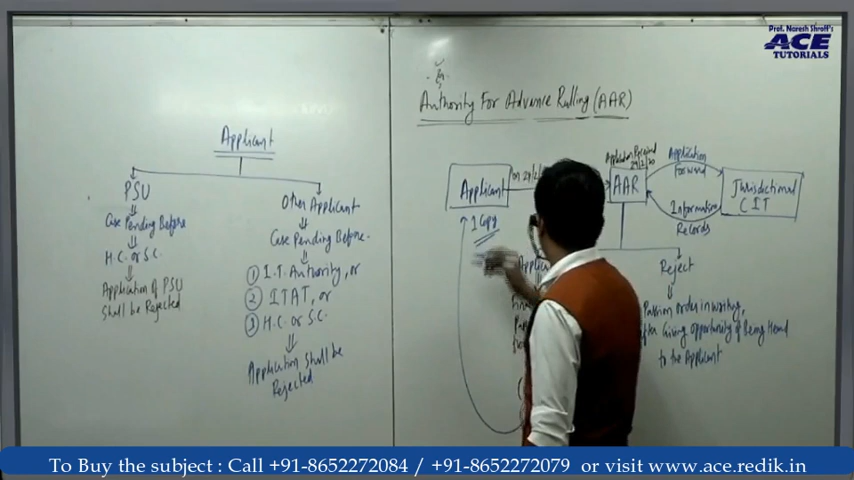 Prof. Naresh Shroff's
ACE
TUTORIALS
Applicant
PSU
Case Pending Before
H.C. or S.C.
Application of PSU
Shall be Rejected
Other Applicant
Case Pending Before
① I.T. Authority, or
② ITAT, or
③ H.C. or S.C.
Application Shall be
Rejected
Authority For Advance Rulling (AAR)
Applicant
1 Copy
on
Application Received
AAR
Application
Forward
Information
Records
Jurisdictional
CIT
Reject
Passion order in writing,
after Giving opportunity of Being Heard
to the Applicant
To Buy the subject : Call +91-8652272084 / +91-8652272079 or visit www.ace.redik.in